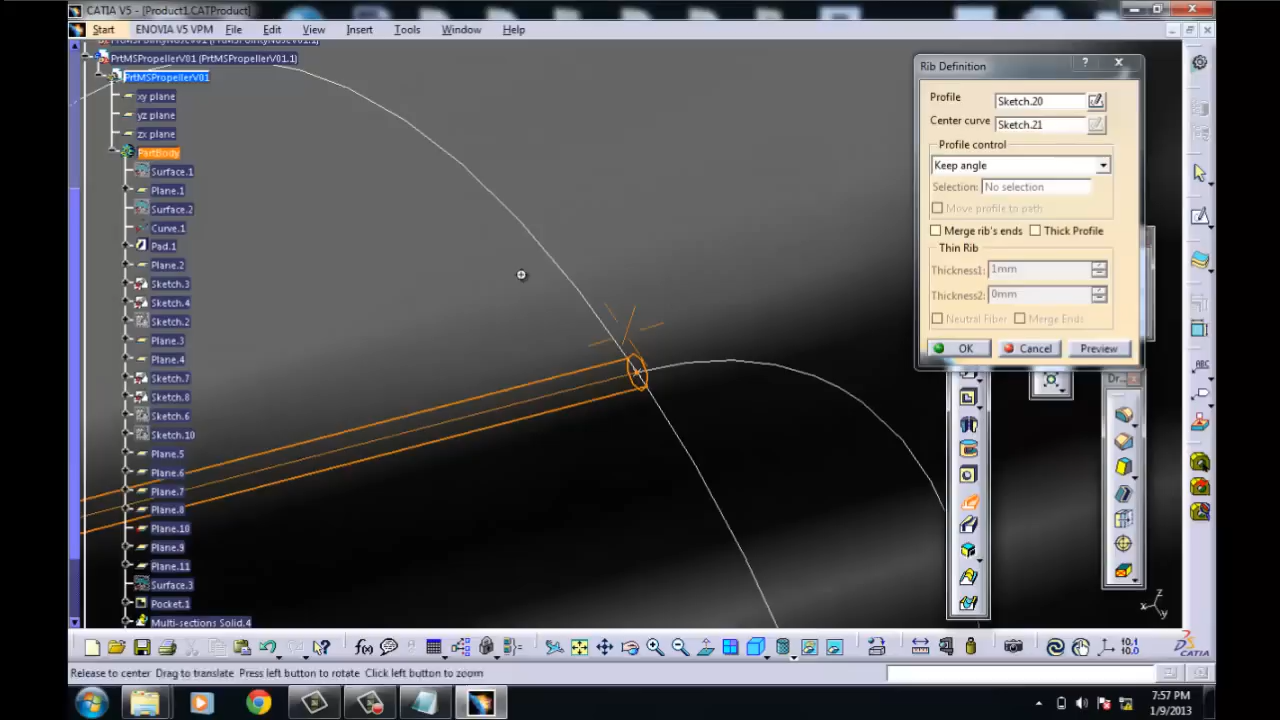 CATIA V5 - [Product1.CATProduct]
Start ENOVIA V5 VPM File Edit View Insert Tools Window Help
PrtMSPropellerV01 (PrtMSPropellerV01.1)
PrtMSPropellerV01
xy plane
yz plane
zx plane
PartBody
Surface.1
Plane.1
Surface.2
Curve.1
Pad.1
Plane.2
Sketch.3
Sketch.4
Sketch.2
Plane.3
Plane.4
Sketch.7
Sketch.8
Sketch.6
Sketch.10
Plane.5
Plane.6
Plane.7
Plane.8
Plane.10
Plane.9
Plane.11
Surface.3
Pocket.1
Multi-sections Solid.4
Rib Definition
Profile Sketch.20
Center curve Sketch.21
Profile control
Keep angle
Selection: No selection
Move profile to path
Merge rib's ends Thick Profile
Thin Rib
Thickness1: 1mm
Thickness2: 0mm
Neutral Fiber Merge Ends
OK Cancel Preview
Dr...
ABC
z
x
y
f(x)
10.1
10.0
CATIA
Release to center Drag to translate Press left button to rotate Click left button to zoom
7:57 PM
1/9/2013